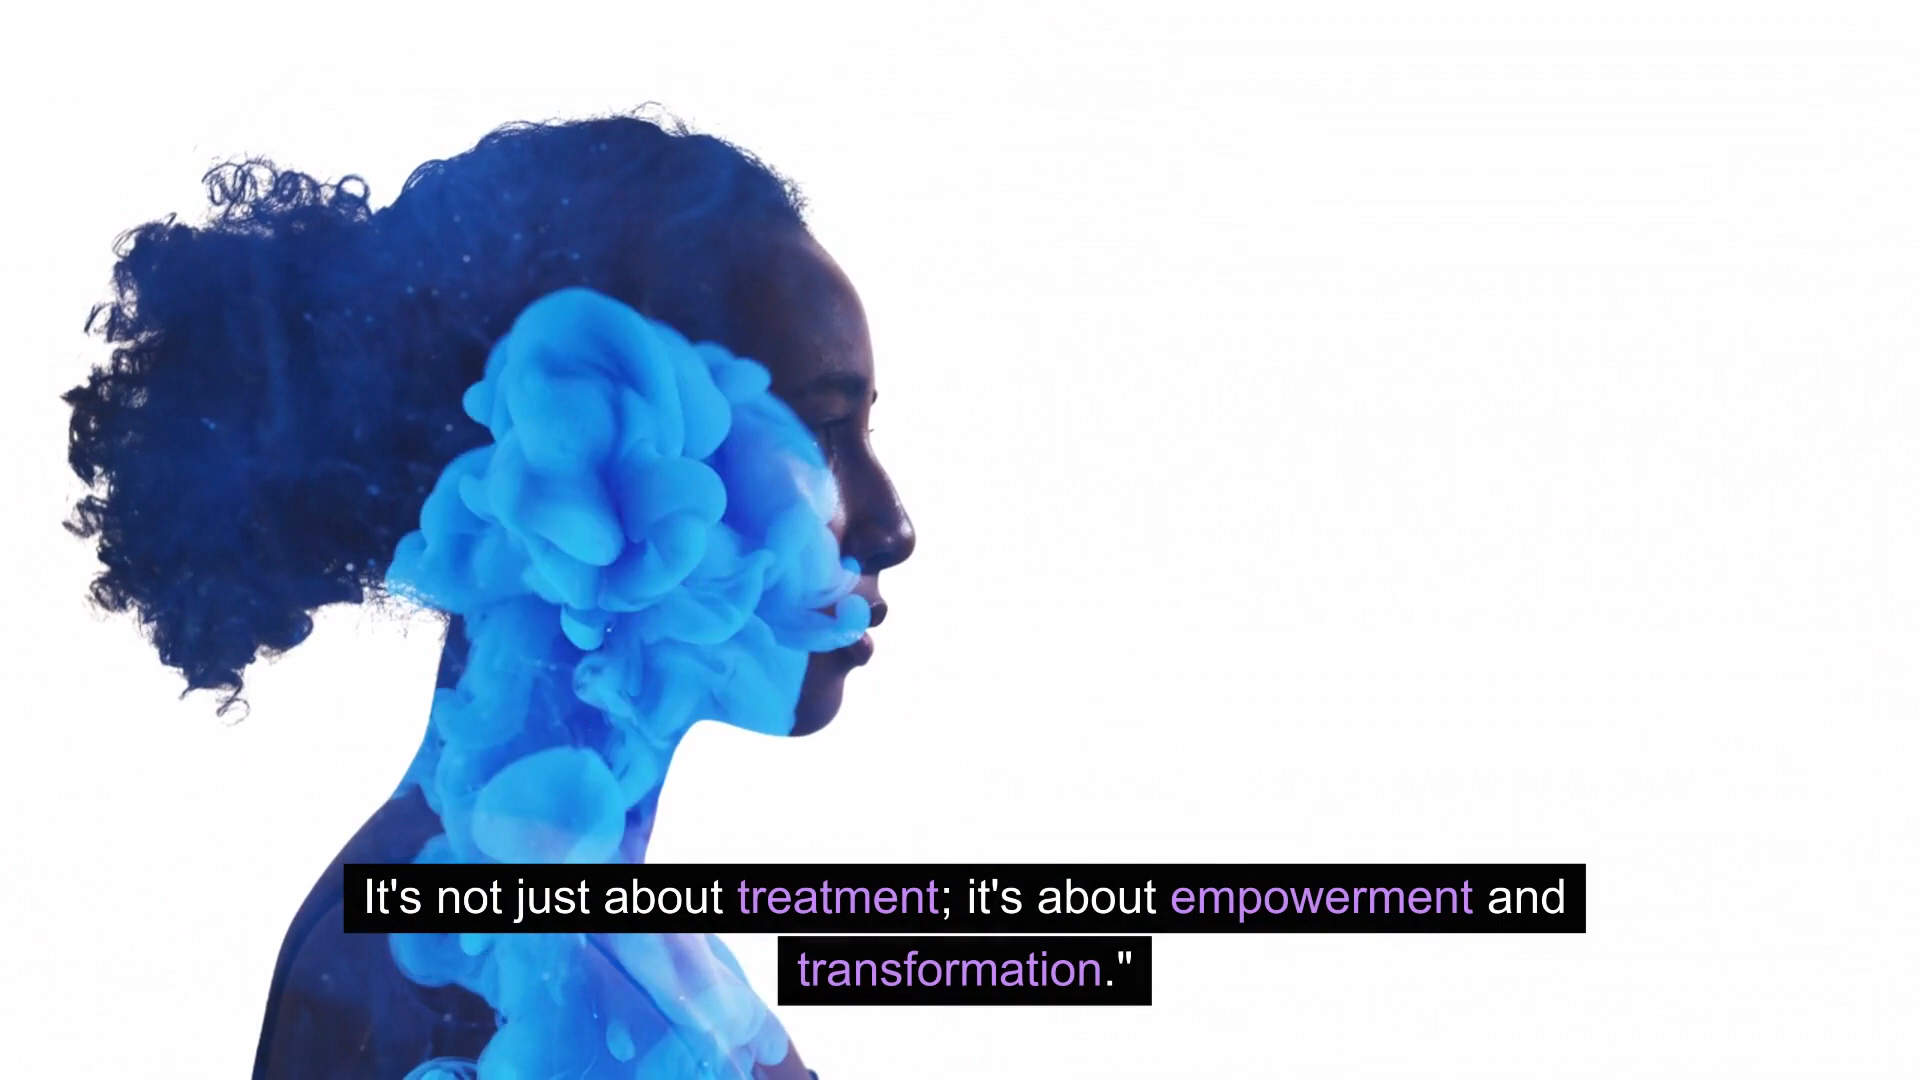 It's not just about treatment; it's about empowerment and
transformation."